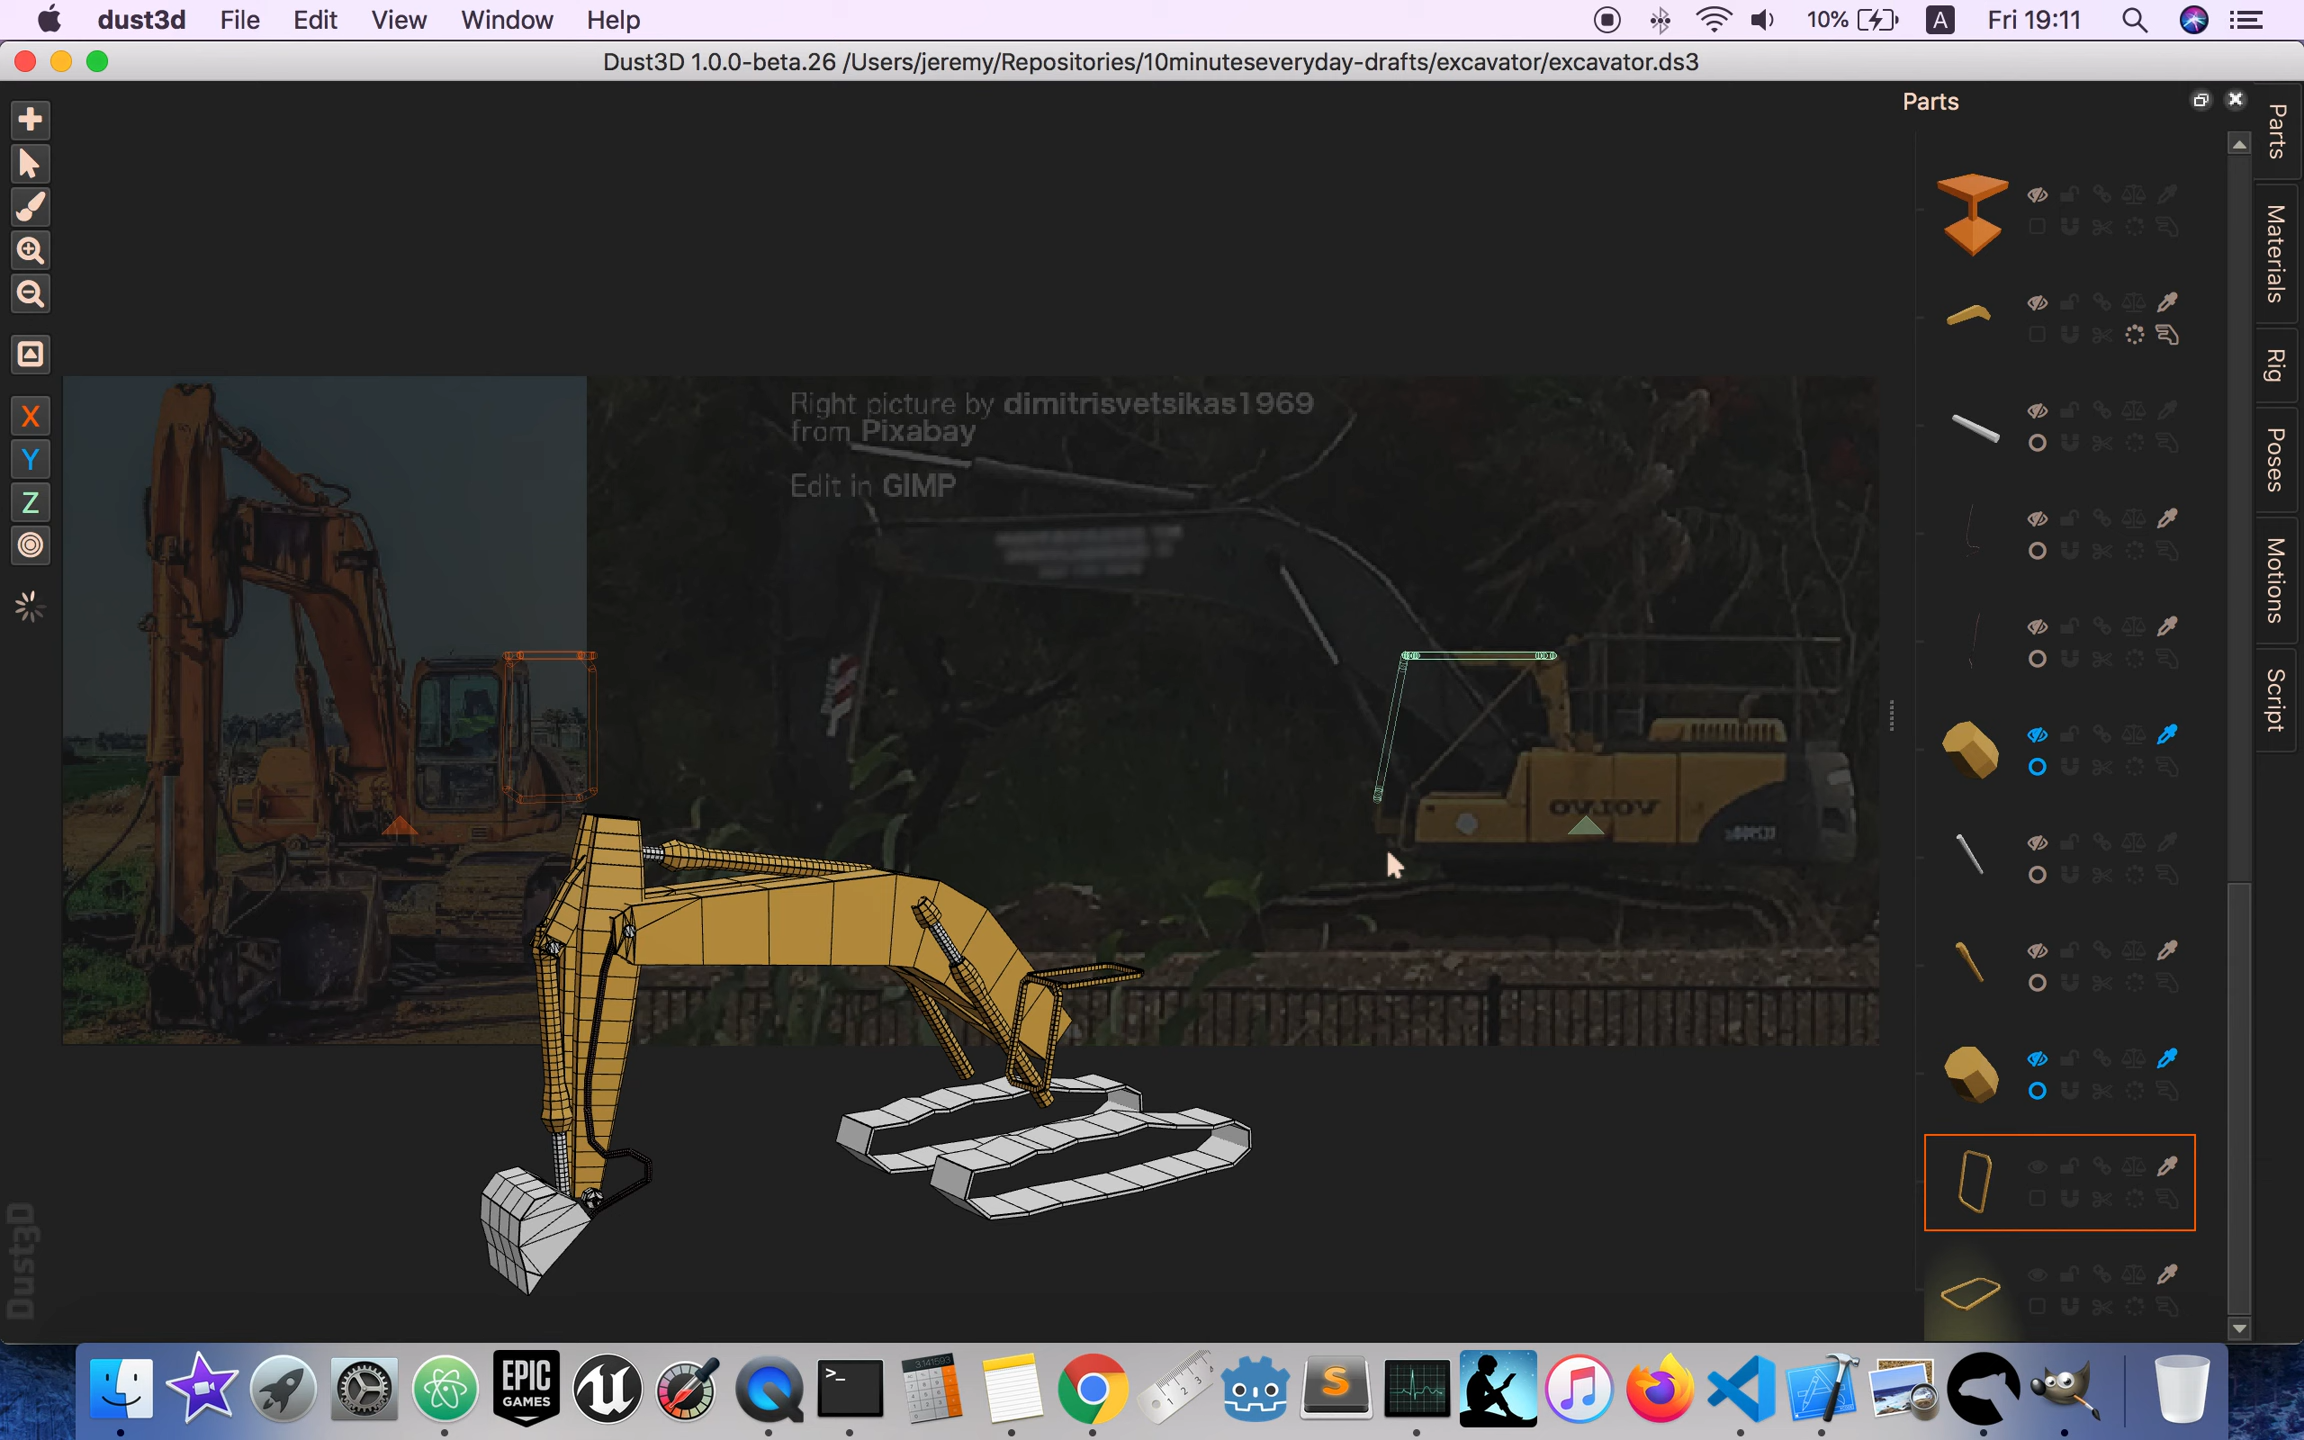 dust3d File Edit View Window Help 10% A Fri 19:11
Dust3D 1.0.0-beta.26 /Users/jeremy/Repositories/10minuteseveryday-drafts/excavator/excavator.ds3
Parts
X
Y
Z
Right picture by dimitrisvetsikas1969
from Pixabay
Edit in GIMP
Parts
Materials
Rig
Poses
Motions
Script
Dust3D
EPIC
GAMES